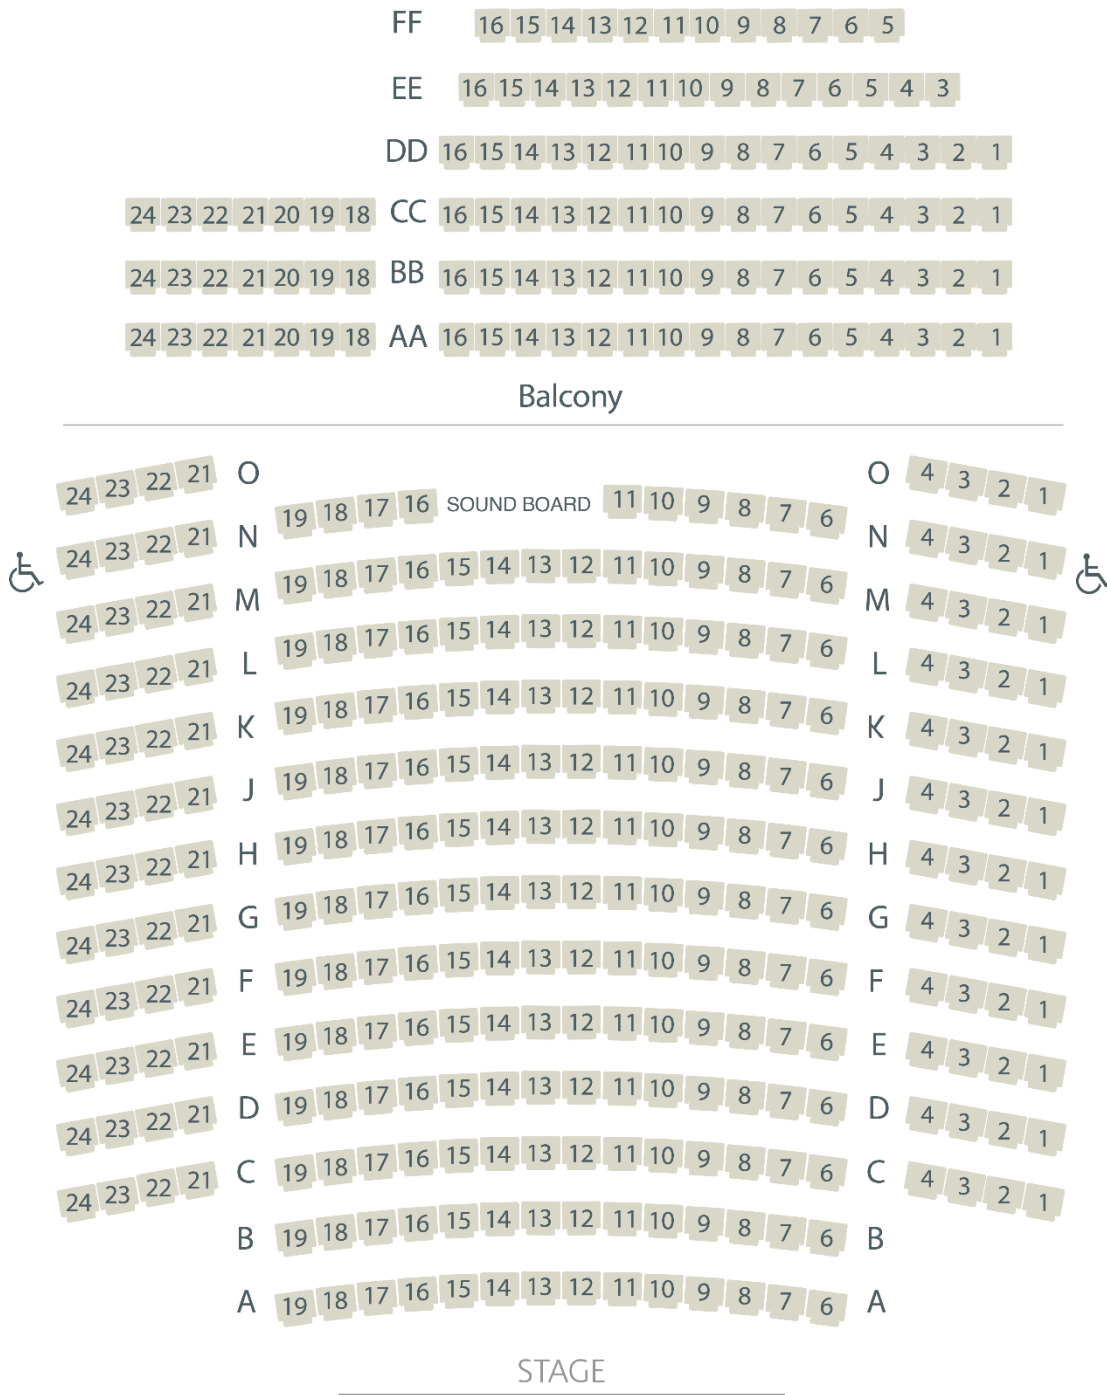 FF 16 15 14 13 12 11 10 9 8 7 6 5
EE 16 15 14 13 12 11 10 9 8 7 6 5 4 3
DD 16 15 14 13 12 11 10 9 8 7 6 5 4 3 2 1
24 23 22 21 20 19 18 CC 16 15 14 13 12 11 10 9 8 7 6 5 4 3 2 1
24 23 22 21 20 19 18 BB 16 15 14 13 12 11 10 9 8 7 6 5 4 3 2 1
24 23 22 21 20 19 18 AA 16 15 14 13 12 11 10 9 8 7 6 5 4 3 2 1
Balcony
24 23 22 21 O O 4 3 2 1
24 23 22 21 N 19 18 17 16 SOUND BOARD 11 10 9 8 7 6 N 4 3 2 1
24 23 22 21 M 19 18 17 16 15 14 13 12 11 10 9 8 7 6 M 4 3 2 1
24 23 22 21 L 19 18 17 16 15 14 13 12 11 10 9 8 7 6 L 4 3 2 1
24 23 22 21 K 19 18 17 16 15 14 13 12 11 10 9 8 7 6 K 4 3 2 1
24 23 22 21 J 19 18 17 16 15 14 13 12 11 10 9 8 7 6 J 4 3 2 1
24 23 22 21 H 19 18 17 16 15 14 13 12 11 10 9 8 7 6 H 4 3 2 1
24 23 22 21 G 19 18 17 16 15 14 13 12 11 10 9 8 7 6 G 4 3 2 1
24 23 22 21 F 19 18 17 16 15 14 13 12 11 10 9 8 7 6 F 4 3 2 1
24 23 22 21 E 19 18 17 16 15 14 13 12 11 10 9 8 7 6 E 4 3 2 1
24 23 22 21 D 19 18 17 16 15 14 13 12 11 10 9 8 7 6 D 4 3 2 1
24 23 22 21 C 19 18 17 16 15 14 13 12 11 10 9 8 7 6 C 4 3 2 1
B 19 18 17 16 15 14 13 12 11 10 9 8 7 6 B
A 19 18 17 16 15 14 13 12 11 10 9 8 7 6 A
STAGE